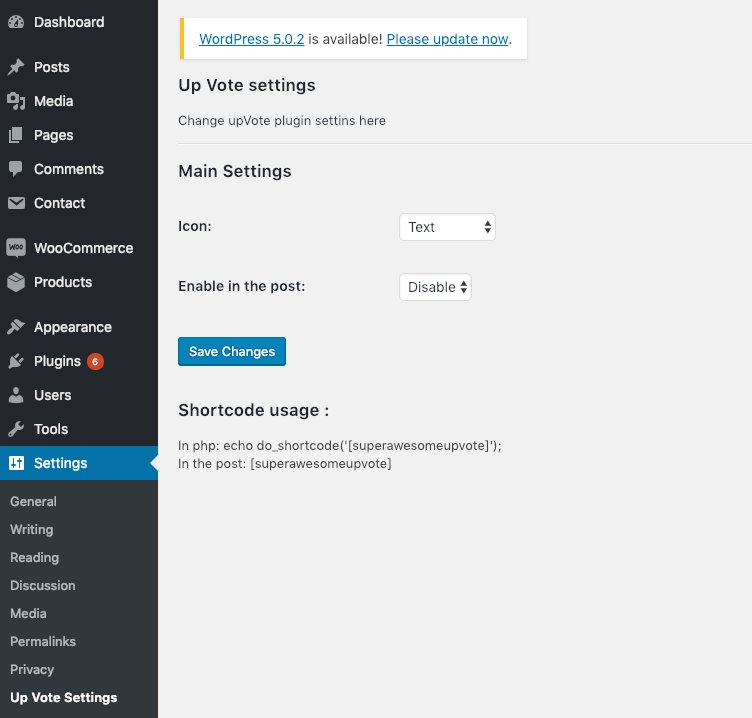 Dashboard
Posts
Media
Pages
Comments
Contact
Woo WooCommerce
Products
Appearance
Plugins 6
Users
Tools
Settings
General
Writing
Reading
Discussion
Media
Permalinks
Privacy
Up Vote Settings
WordPress 5.0.2 is available! Please update now.
Up Vote settings
Change upVote plugin settins here
Main Settings
Icon: Text
Enable in the post: Disable
Save Changes
Shortcode usage :
In php: echo do_shortcode('[superawesomeupvote]');
In the post: [superawesomeupvote]